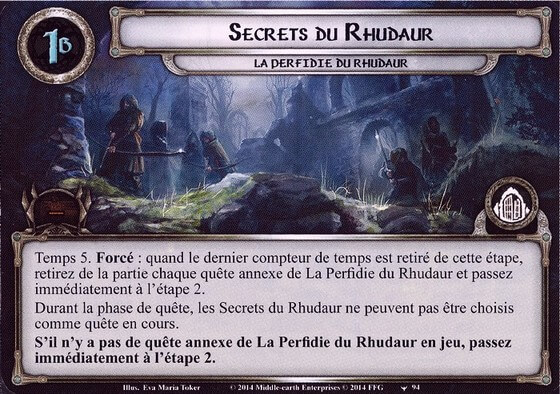 1B
SECRETS DU RHUDAUR
LA PERFIDIE DU RHUDAUR
Temps 5. Forcé : quand le dernier compteur de temps est retiré de cette étape,
retirez de la partie chaque quête annexe de La Perfidie du Rhudaur et passez
immédiatement à l'étape 2.
Durant la phase de quête, les Secrets du Rhudaur ne peuvent pas être choisis
comme quête en cours.
S'il n'y a pas de quête annexe de La Perfidie du Rhudaur en jeu, passez
immédiatement à l'étape 2.
Illus. Eva Maria Toker © 2014 Middle-earth Enterprises © 2014 FFG 94